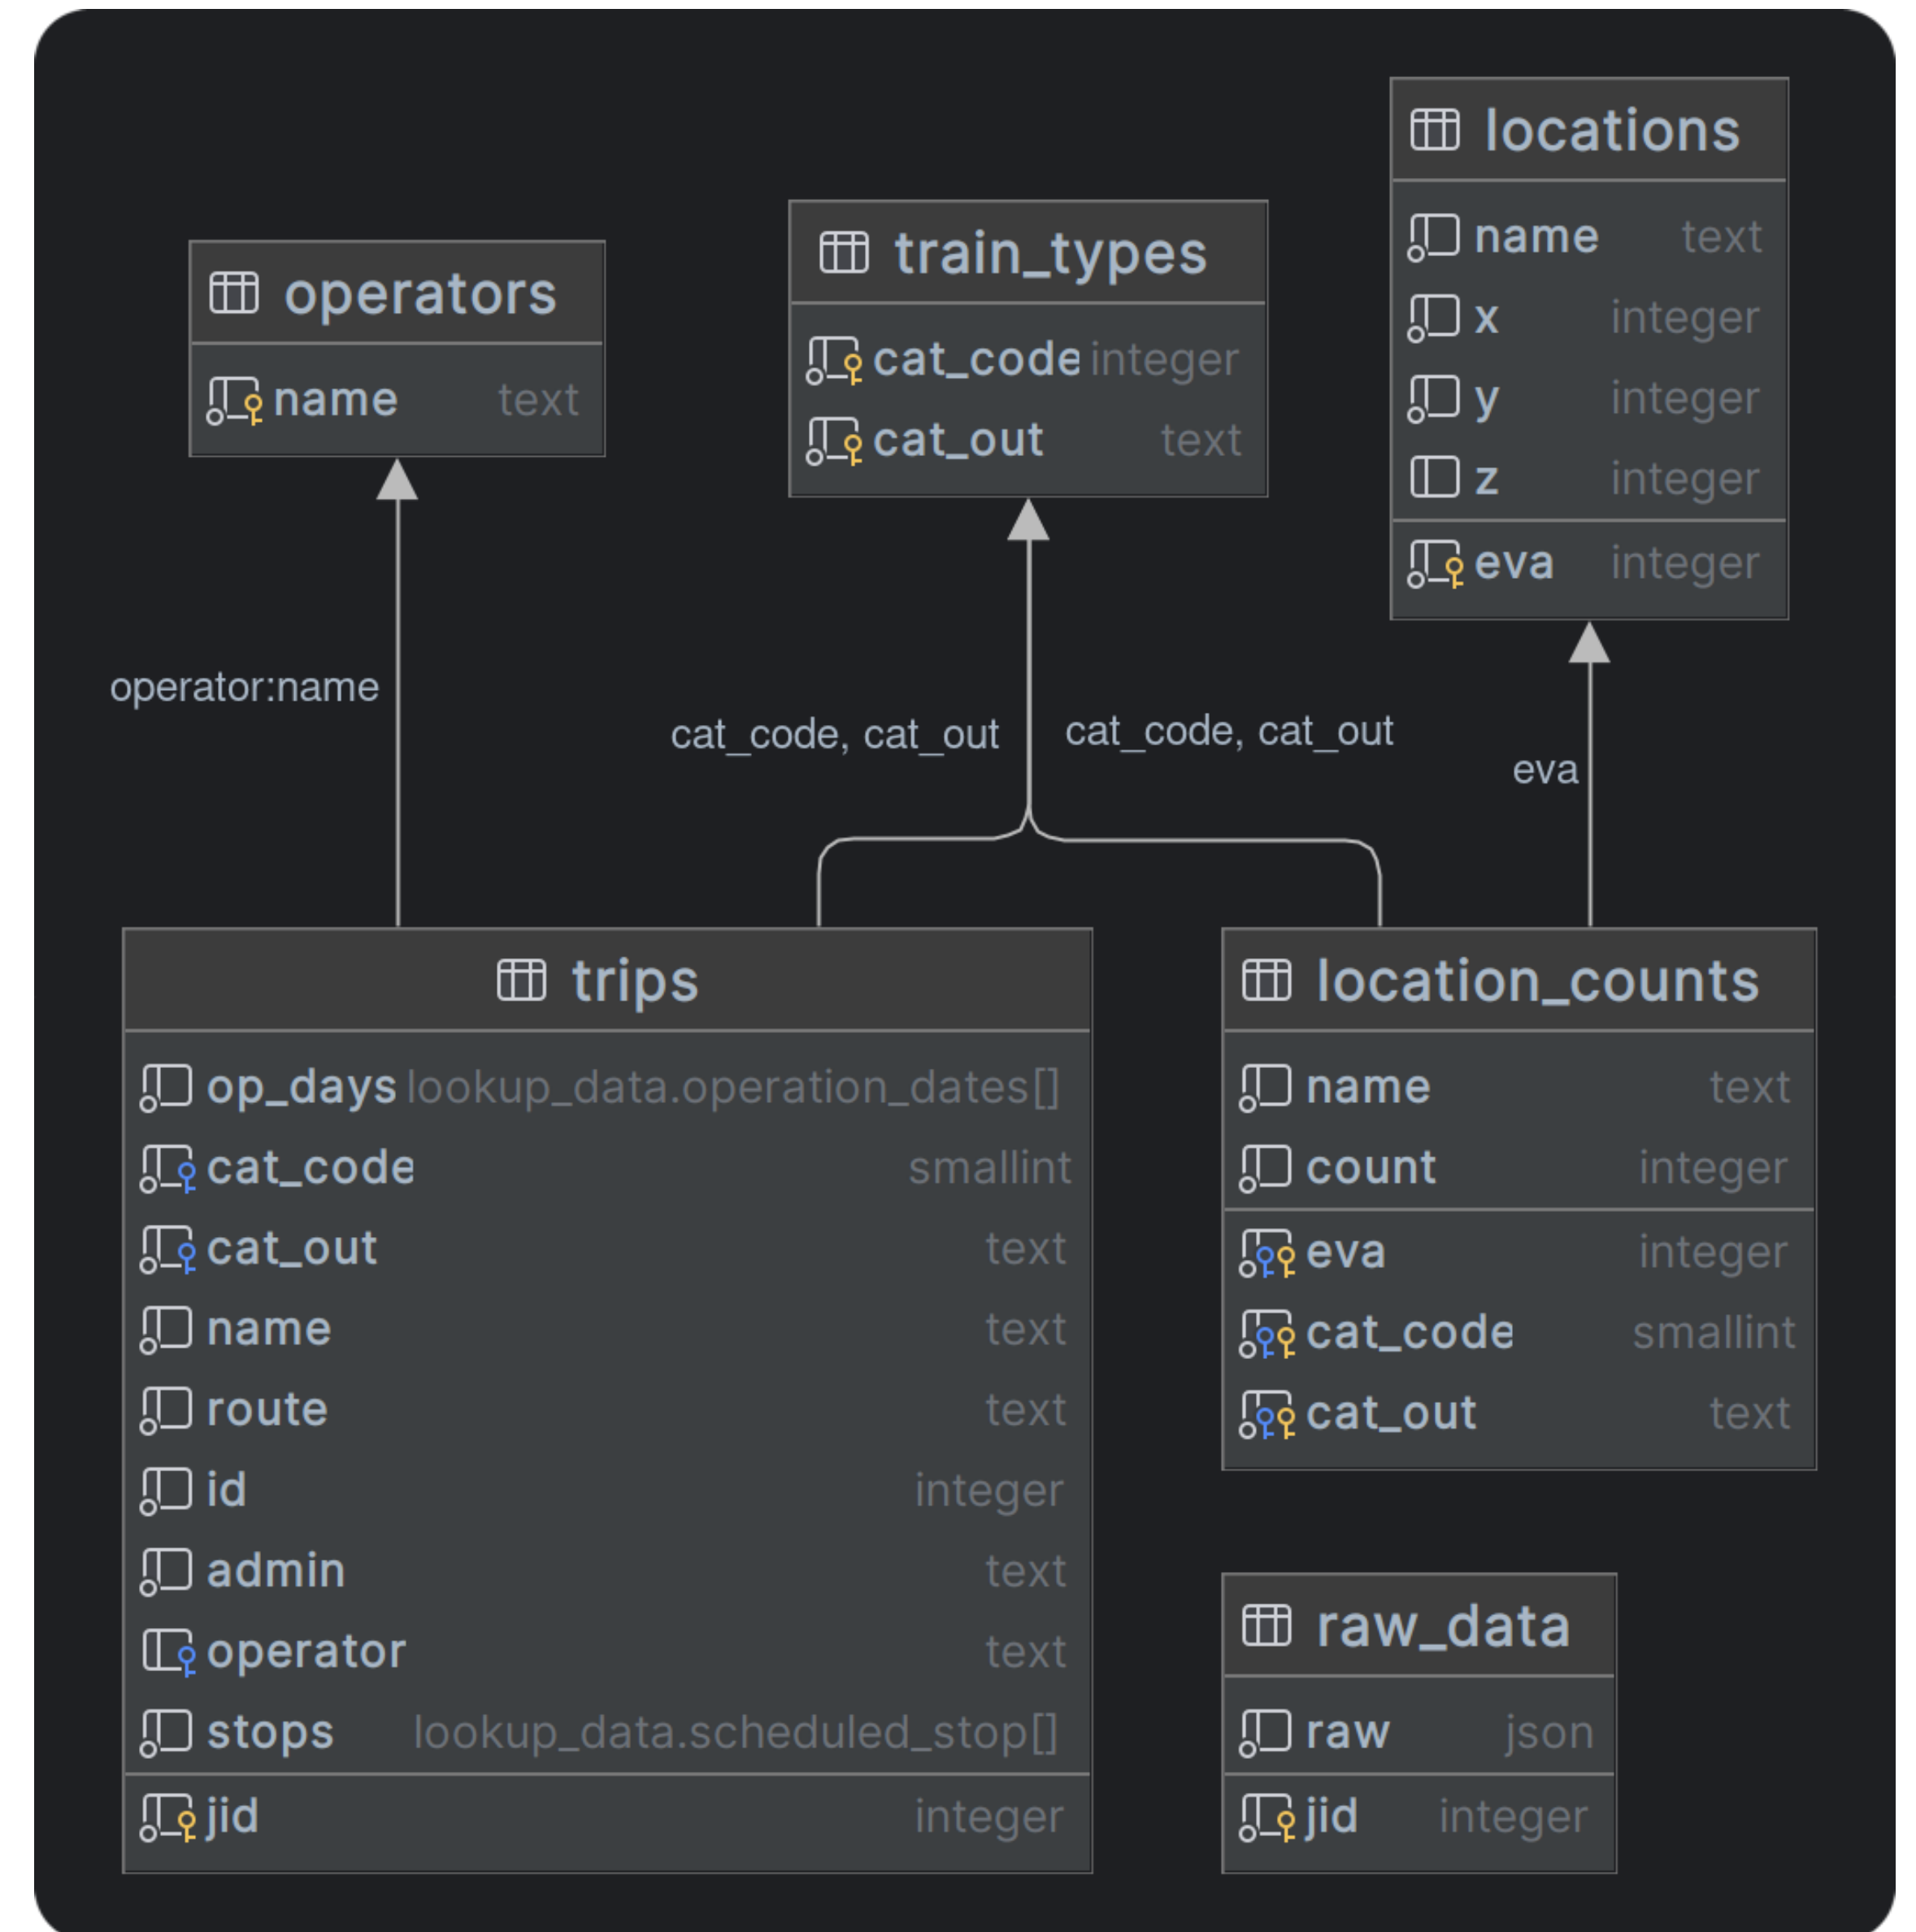 operators
name text
train_types
cat_code integer
cat_out text
locations
name text
x integer
y integer
z integer
eva integer
operator:name
cat_code, cat_out
cat_code, cat_out
eva
trips
op_days lookup_data.operation_dates[]
cat_code smallint
cat_out text
name text
route text
id integer
admin text
operator text
stops lookup_data.scheduled_stop[]
jid integer
location_counts
name text
count integer
eva integer
cat_code smallint
cat_out text
raw_data
raw json
jid integer